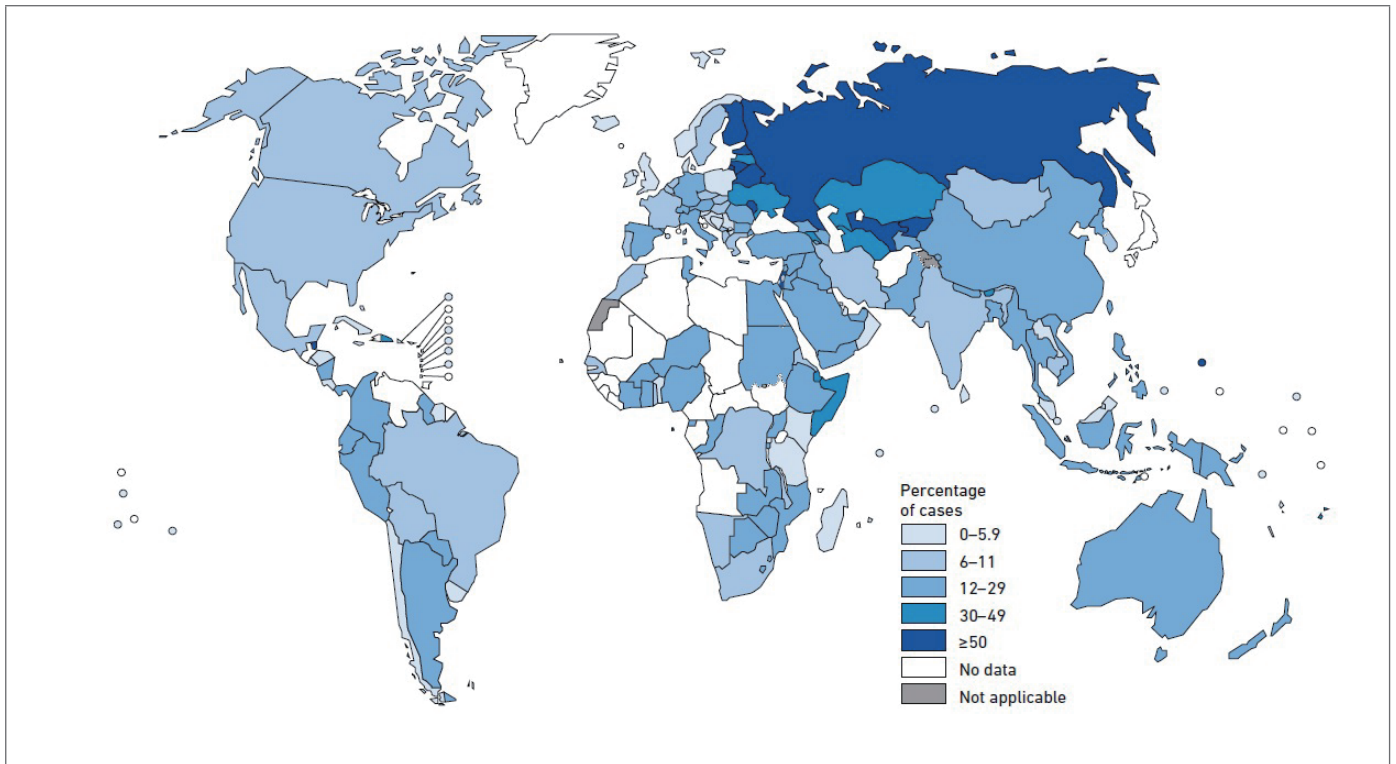 Percentage
of cases
0–5.9
6–11
12–29
30–49
≥50
No data
Not applicable